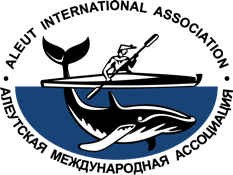 ALEUT INTERNATIONAL ASSOCIATION
АЛЕУТСКАЯ МЕЖДУНАРОДНАЯ АССОЦИАЦИЯ